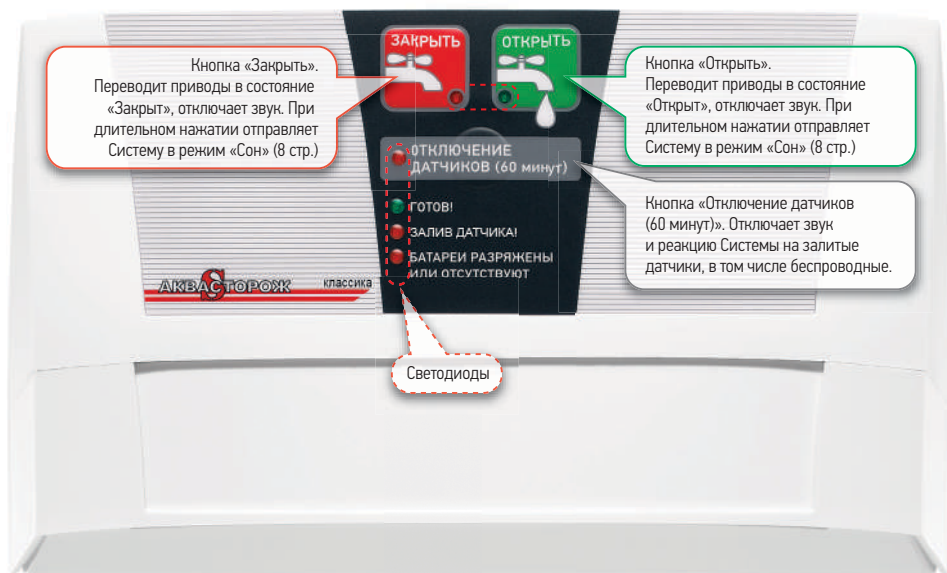 ЗАКРЫТЬ
ОТКРЫТЬ
Кнопка «Закрыть».
Переводит приводы в состояние
«Закрыт», отключает звук. При
длительном нажатии отправляет
Систему в режим «Сон» (8 стр.)
Кнопка «Открыть».
Переводит приводы в состояние
«Открыт», отключает звук. При
длительном нажатии отправляет
Систему в режим «Сон» (8 стр.)
ОТКЛЮЧЕНИЕ
ДАТЧИКОВ (60 минут)
ГОТОВ!
ЗАЛИВ ДАТЧИКА!
БАТАРЕИ РАЗРЯЖЕНЫ
ИЛИ ОТСУТСТВУЮТ
Кнопка «Отключение датчиков
(60 минут)». Отключает звук
и реакцию Системы на залитые
датчики, в том числе беспроводные.
АКВАСТОРОЖ классика
Светодиоды